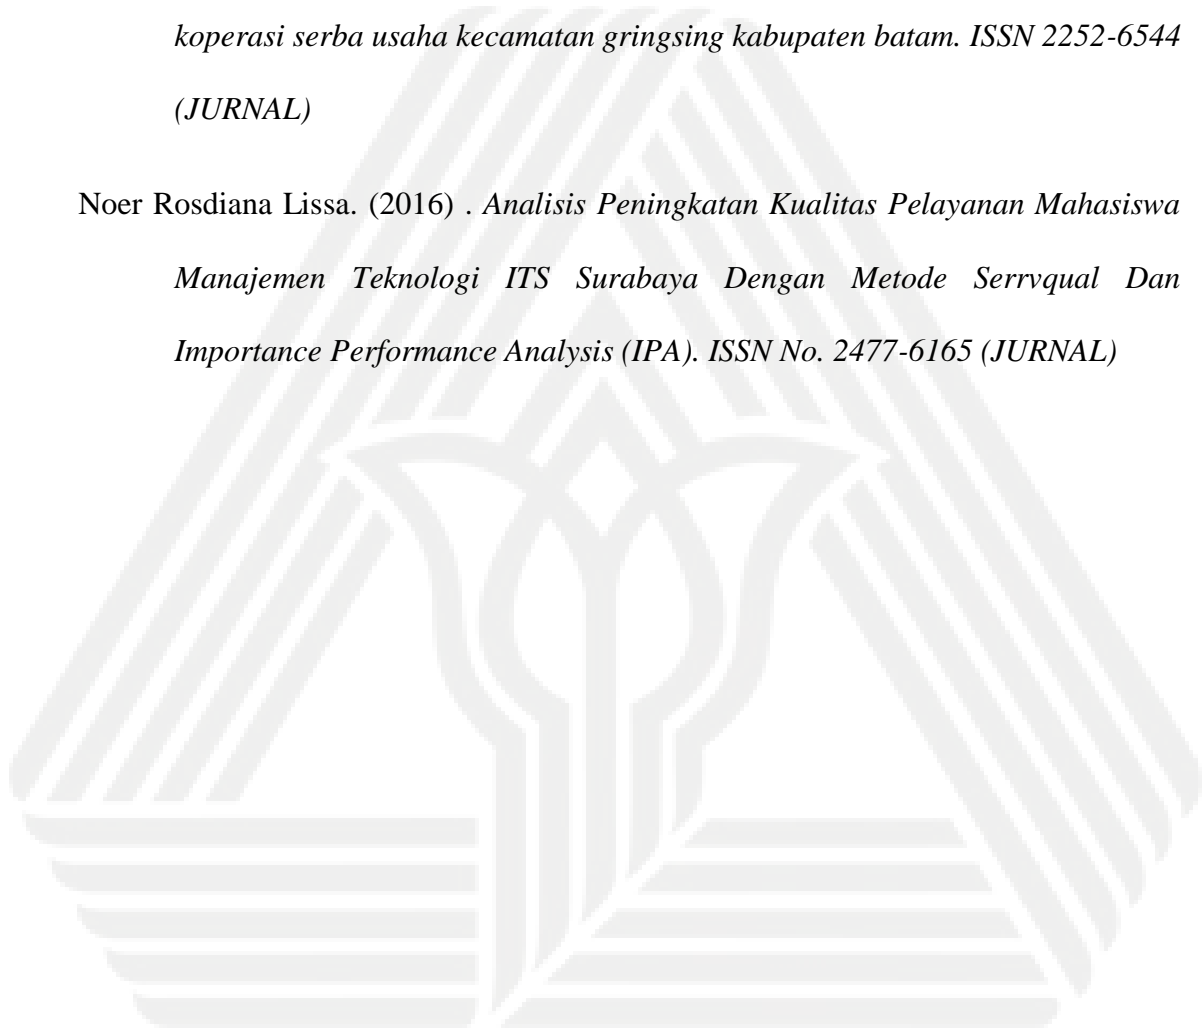 koperasi serba usaha kecamatan gringsing kabupaten batam. ISSN 2252-6544
(JURNAL)
Noer Rosdiana Lissa. (2016) . Analisis Peningkatan Kualitas Pelayanan Mahasiswa
Manajemen Teknologi ITS Surabaya Dengan Metode Serrvqual Dan
Importance Performance Analysis (IPA). ISSN No. 2477-6165 (JURNAL)